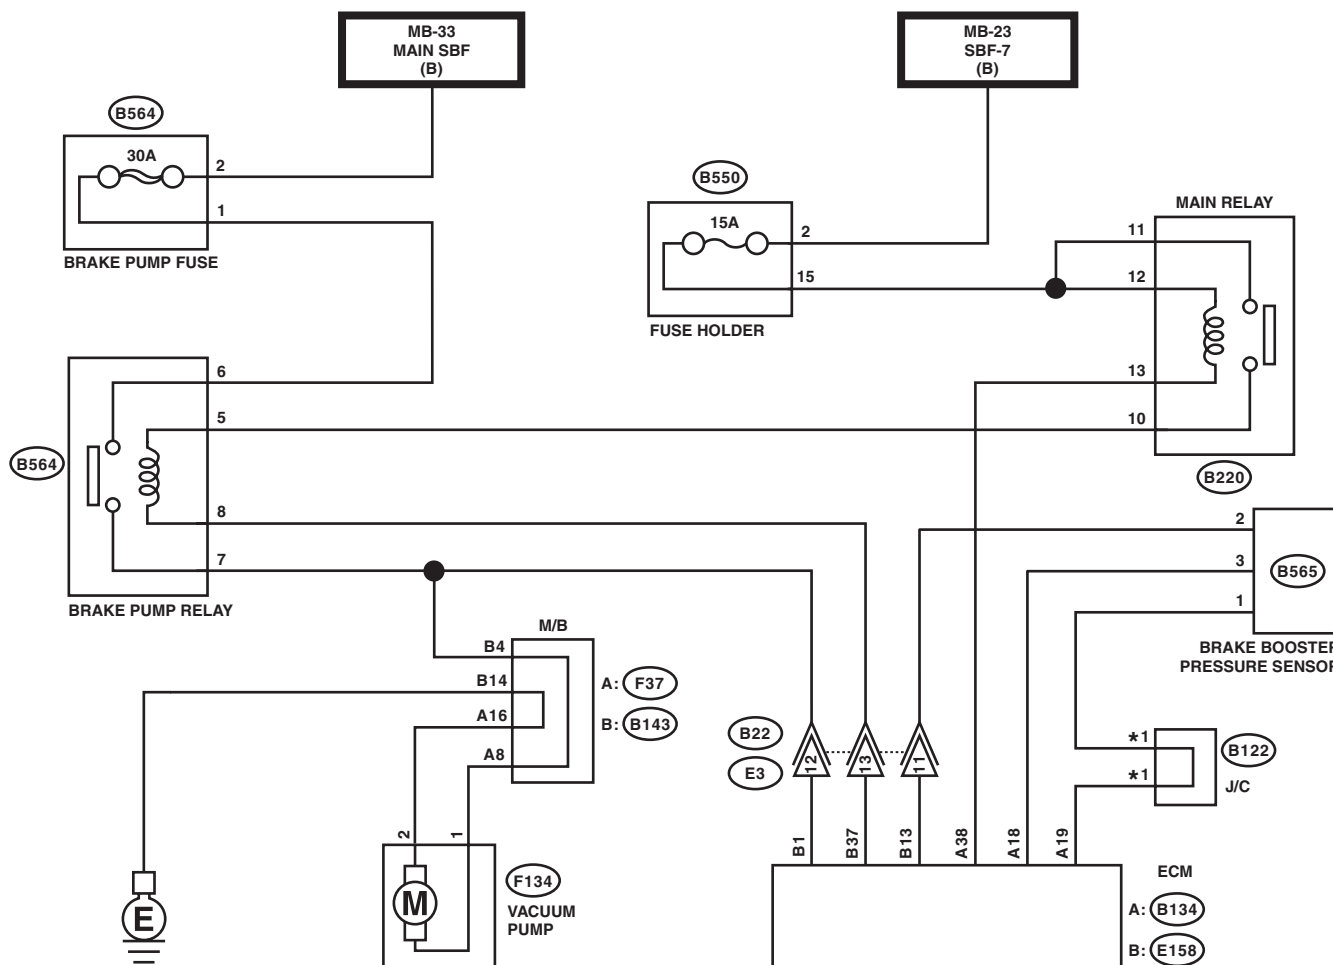 MB-33
MAIN SBF
(B)
MB-23
SBF-7
(B)
B564
30A
2
1
BRAKE PUMP FUSE
B550
15A
2
15
FUSE HOLDER
MAIN RELAY
11
12
13
10
B220
B564
6
5
8
7
BRAKE PUMP RELAY
2
3
1
B565
BRAKE BOOSTER
PRESSURE SENSOR
M/B
B4
B14
A16
A8
A: F37
B: B143
B22
E3
12
13
11
*1
*1
B122
J/C
2
1
M
F134
VACUUM
PUMP
E
B1
B37
B13
A38
A18
A19
ECM
A: B134
B: E158